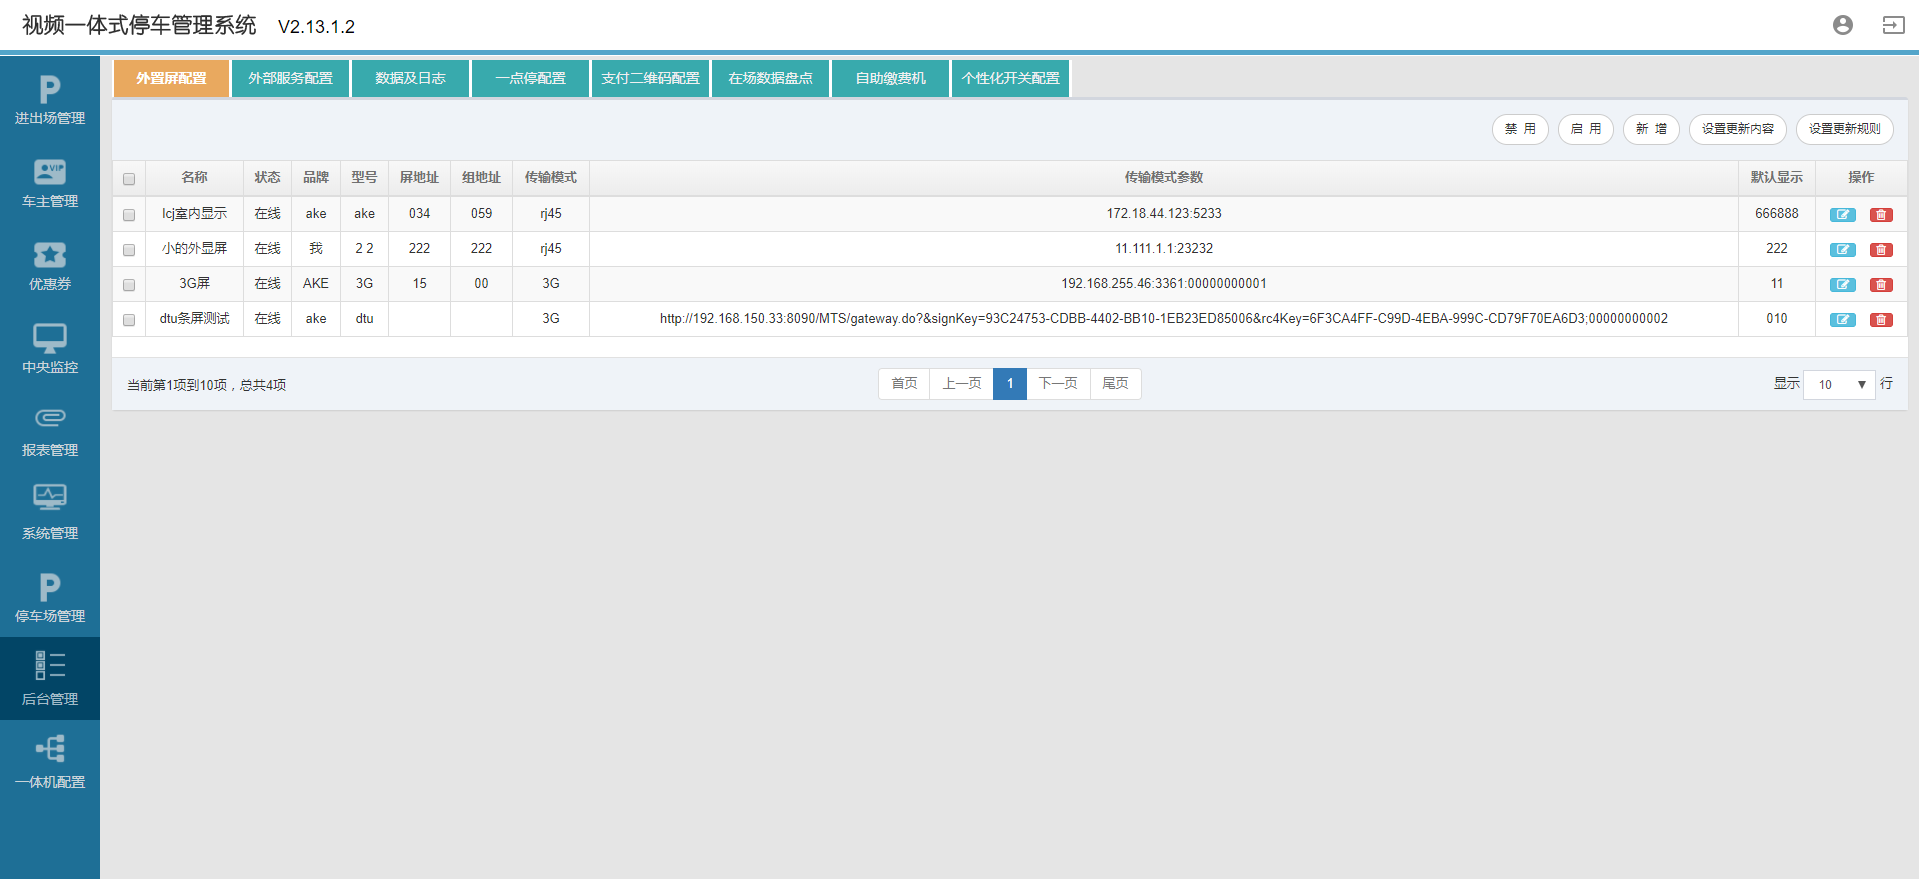 视频一体式停车管理系统 V2.13.1.2
外置屏配置 外部服务配置 数据及日志 一点停配置 支付二维码配置 在场数据盘点 自助缴费机 个性化开关配置
禁 用 启 用 新 增 设置更新内容 设置更新规则
名称 状态 品牌 型号 屏地址 组地址 传输模式 传输模式参数 默认显示 操作
lcj室内显示 在线 ake ake 034 059 rj45 172.18.44.123:5233 666888
小的外显屏 在线 我 2 2 222 222 rj45 11.111.1.1:23232 222
3G屏 在线 AKE 3G 15 00 3G 192.168.255.46:3361:00000000001 11
dtu条屏测试 在线 ake dtu 3G http://192.168.150.33:8090/MTS/gateway.do?&signKey=93C24753-CDBB-4402-BB10-1EB23ED85006&rc4Key=6F3CA4FF-C99D-4EBA-999C-CD79F70EA6D3;00000000002 010
当前第1项到10项，总共4项 首页 上一页 1 下一页 尾页 显示 10 行
P
进出场管理
VIP
车主管理
优惠券
中央监控
报表管理
系统管理
P
停车场管理
后台管理
一体机配置